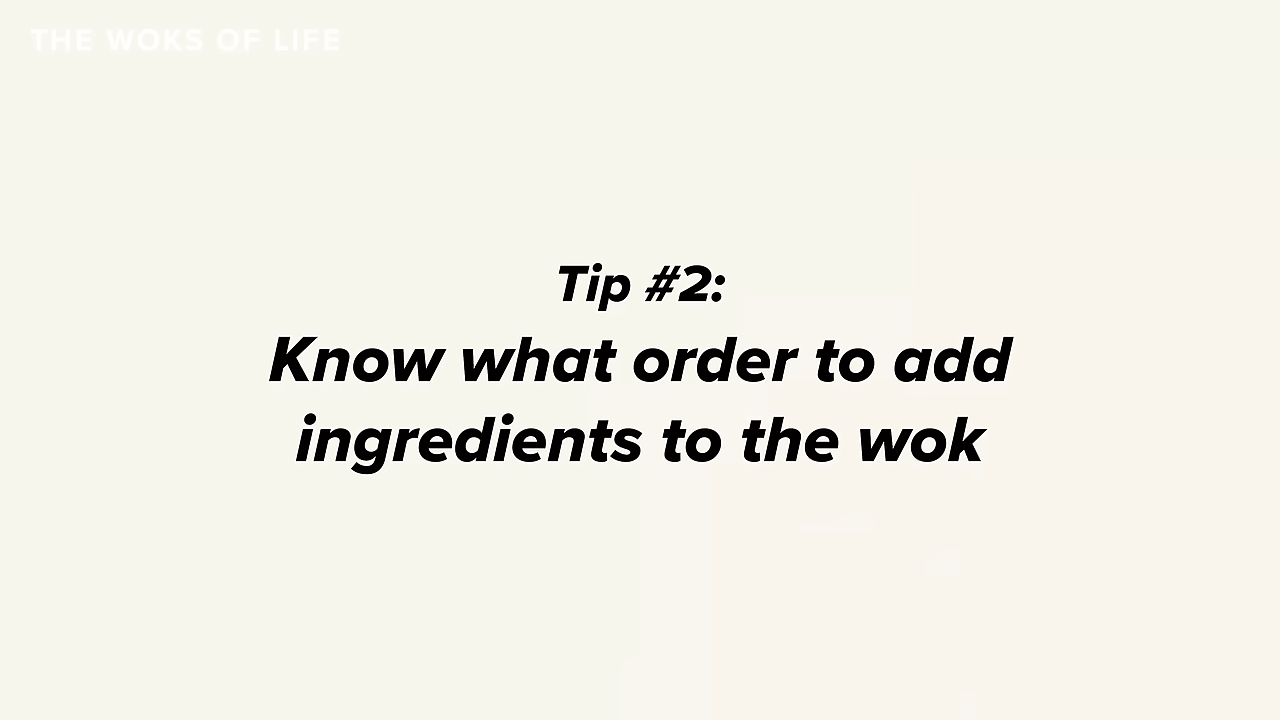 THE WOKS OF LIFE
Tip #2:
Know what order to add
ingredients to the wok